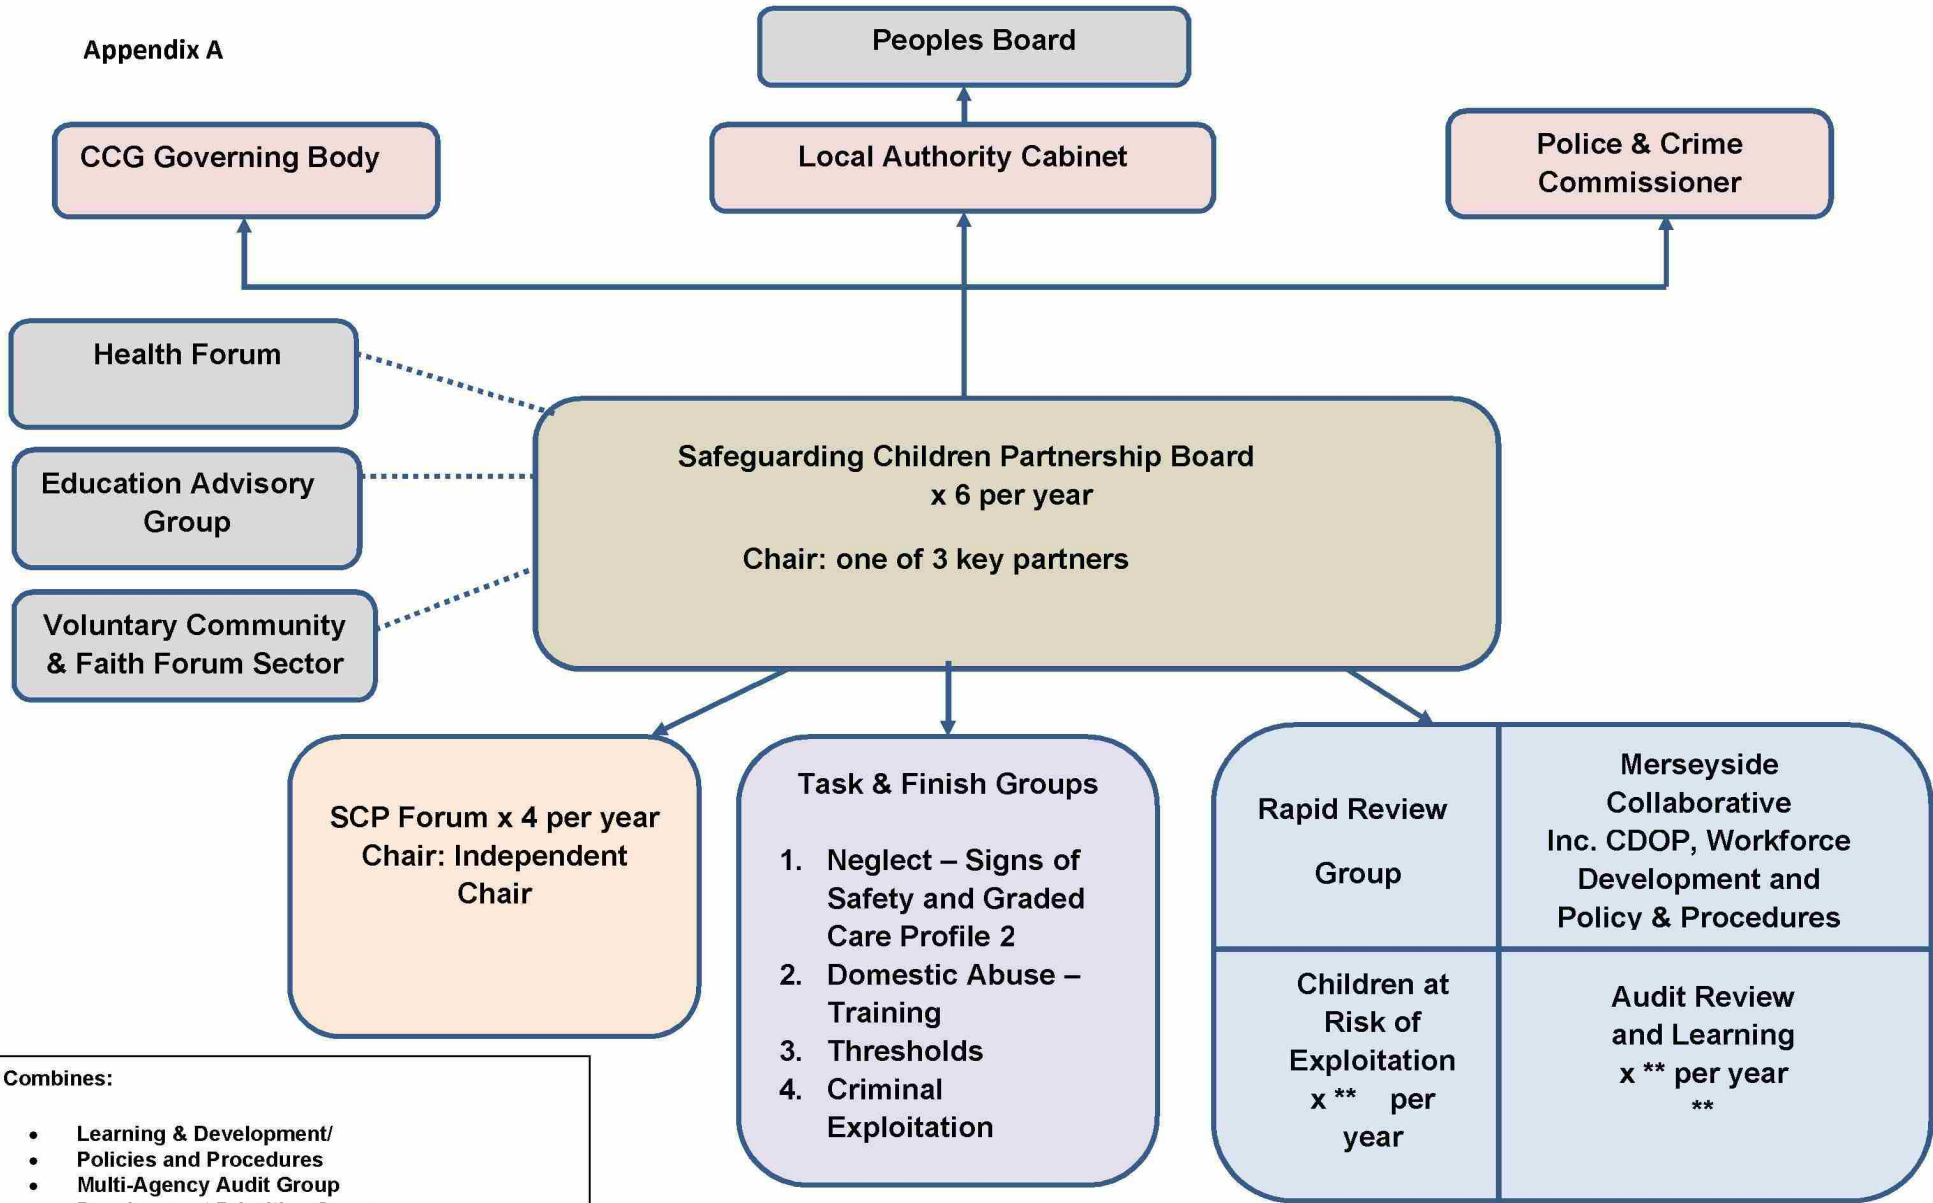 Appendix A
Peoples Board
CCG Governing Body
Local Authority Cabinet
Police & Crime
Commissioner
Health Forum
Education Advisory
Group
Voluntary Community
& Faith Forum Sector
Safeguarding Children Partnership Board
x 6 per year
Chair: one of 3 key partners
SCP Forum x 4 per year
Chair: Independent
Chair
Task & Finish Groups
1. Neglect – Signs of
Safety and Graded
Care Profile 2
2. Domestic Abuse –
Training
3. Thresholds
4. Criminal
Exploitation
Rapid Review
Group
Merseyside
Collaborative
Inc. CDOP, Workforce
Development and
Policy & Procedures
Children at
Risk of
Exploitation
x ** per
year
Audit Review
and Learning
x ** per year
**
Combines:
• Learning & Development/
• Policies and Procedures
• Multi-Agency Audit Group